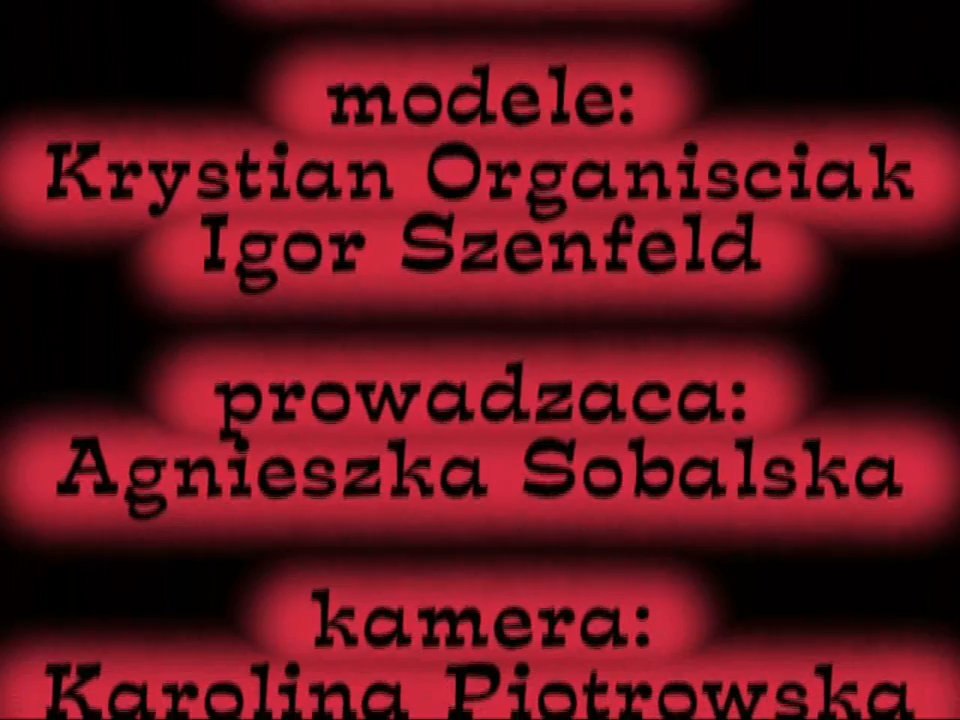 modele:
Krystian Organisciak
Igor Szenfeld
prowadzaca:
Agnieszka Sobalska
kamera:
Karolina Piotrowska